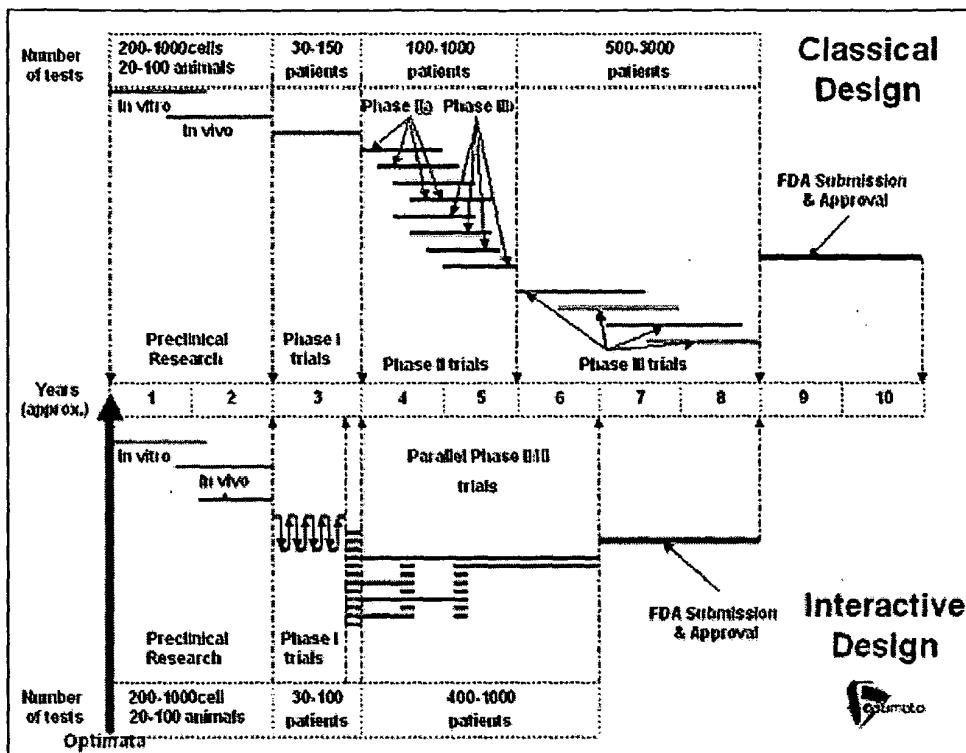 Number of tests
200-1000cells
20-100 animals
30-150
patients
100-1000
patients
500-3000
patients
Classical
Design
In vitro
In vivo
Phase IIa
Phase IIb
FDA Submission
& Approval
Preclinical
Research
Phase I
trials
Phase II trials
Phase III trials
Years
(approx.)
1 2 3 4 5 6 7 8 9 10
In vitro
In vivo
Parallel Phase II/III
trials
FDA Submission
& Approval
Interactive
Design
Preclinical
Research
Phase I
trials
Number
of tests
200-1000cell
20-100 animals
30-100
patients
400-1000
patients
Optimata
optimata